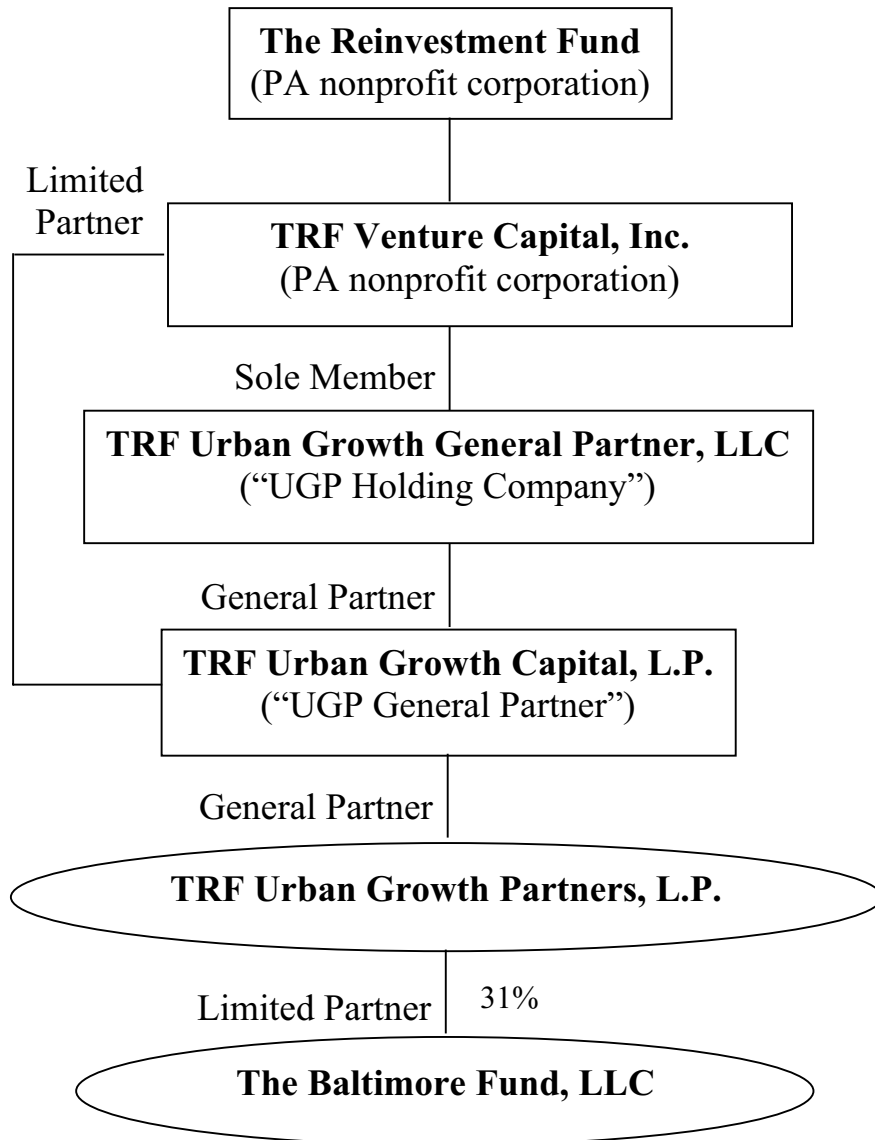 The Reinvestment Fund
(PA nonprofit corporation)
Limited
Partner
TRF Venture Capital, Inc.
(PA nonprofit corporation)
Sole Member
TRF Urban Growth General Partner, LLC
(“UGP Holding Company”)
General Partner
TRF Urban Growth Capital, L.P.
(“UGP General Partner”)
General Partner
TRF Urban Growth Partners, L.P.
Limited Partner 31%
The Baltimore Fund, LLC